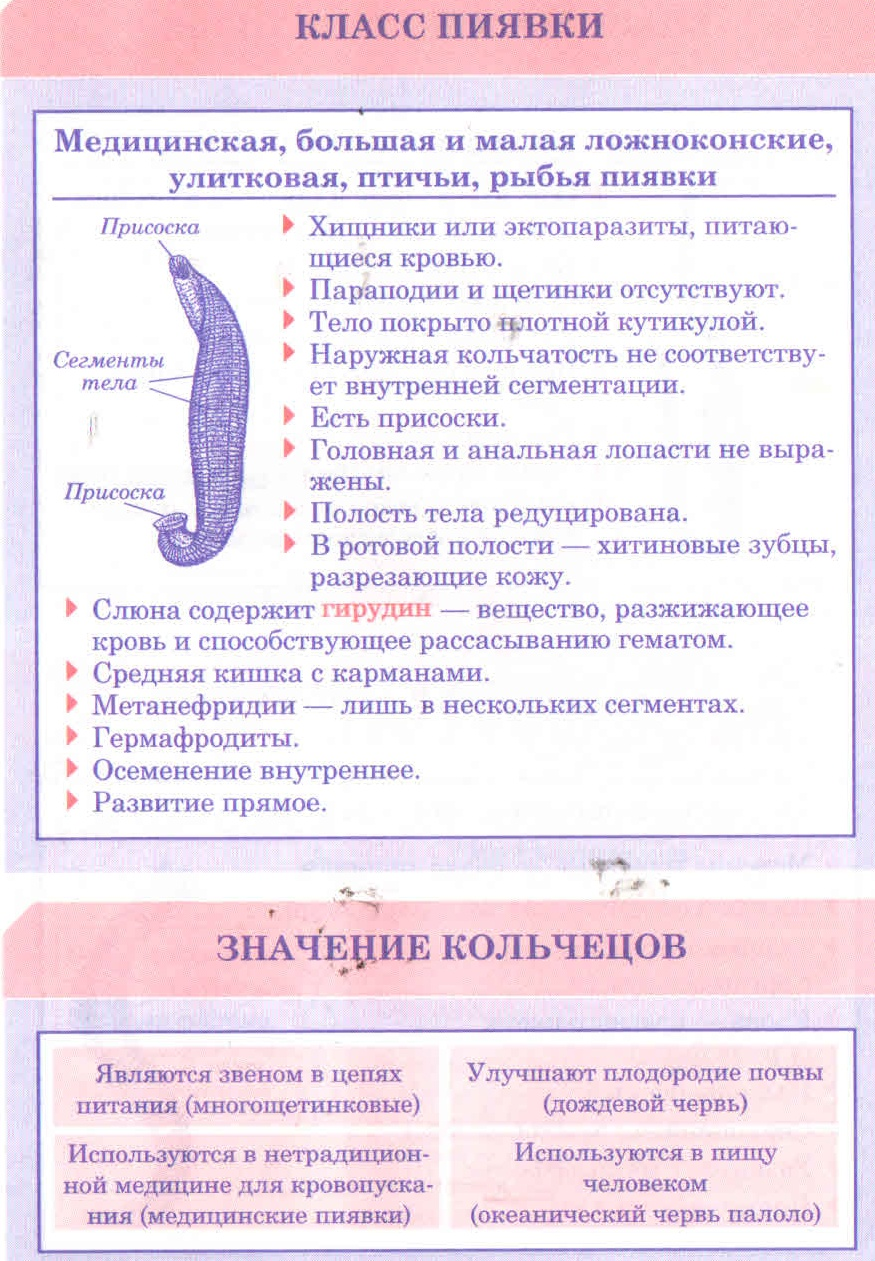 КЛАСС ПИЯВКИ
Медицинская, большая и малая ложноконские,
улитковая, птичьи, рыбья пиявки
Присоска
Сегменты
тела
Присоска
Хищники или эктопаразиты, питаю-
щиеся кровью.
Параподии и щетинки отсутствуют.
Тело покрыто плотной кутикулой.
Наружная кольчатость не соответству-
ет внутренней сегментации.
Есть присоски.
Головная и анальная лопасти не выра-
жены.
Полость тела редуцирована.
В ротовой полости — хитиновые зубцы,
разрезающие кожу.
Слюна содержит гирудин — вещество, разжижающее
кровь и способствующее рассасыванию гематом.
Средняя кишка с карманами.
Метанефридии — лишь в нескольких сегментах.
Гермафродиты.
Осеменение внутреннее.
Развитие прямое.
ЗНАЧЕНИЕ КОЛЬЧЕЦОВ
Являются звеном в цепях
питания (многощетинковые)
Улучшают плодородие почвы
(дождевой червь)
Используются в нетрадицион-
ной медицине для кровопуска-
ния (медицинские пиявки)
Используются в пищу
человеком
(океанический червь палоло)